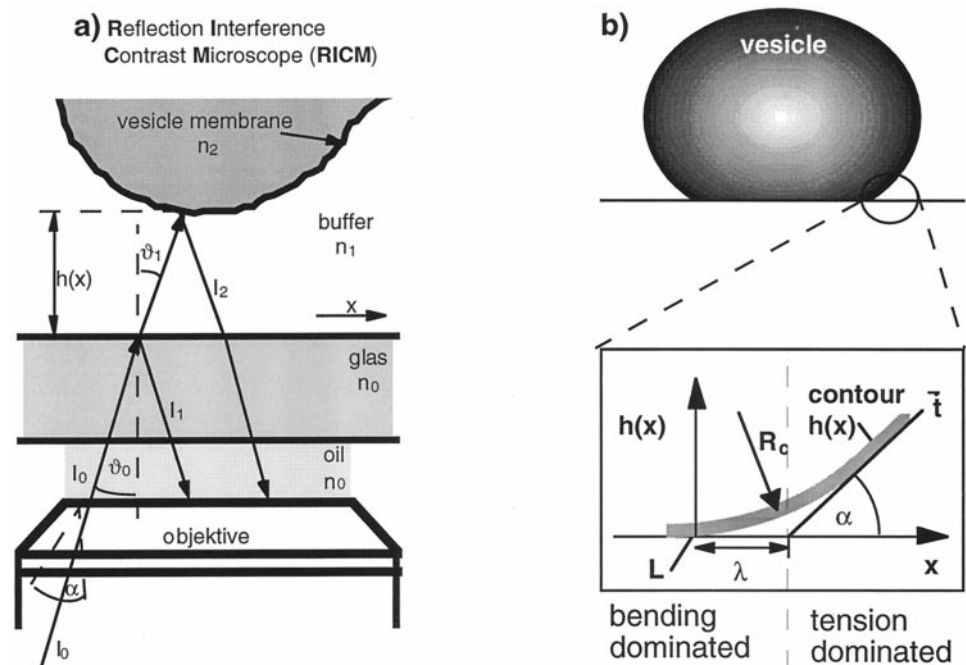 a) Reflection Interference
Contrast Microscope (RICM)
vesicle membrane
n2
buffer
n1
ϑ1
h(x)
I2
x
glas
n0
I1
oil
n0
I0
ϑ0
objektive
α
I0
b)
vesicle
h(x)
Rc
contour
h(x)
t
α
L
λ
x
bending
dominated
tension
dominated